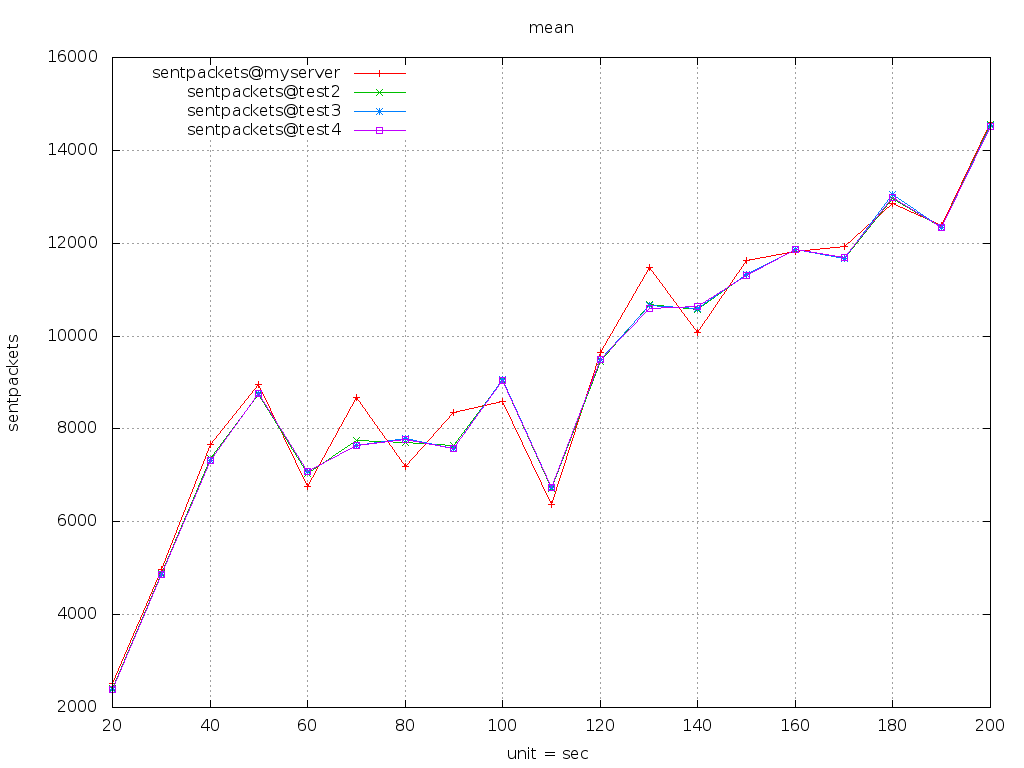 mean
16000
14000
12000
10000
8000
6000
4000
2000
sentpackets
sentpackets@myserver
sentpackets@test2
sentpackets@test3
sentpackets@test4
20 40 60 80 100 120 140 160 180 200
unit = sec